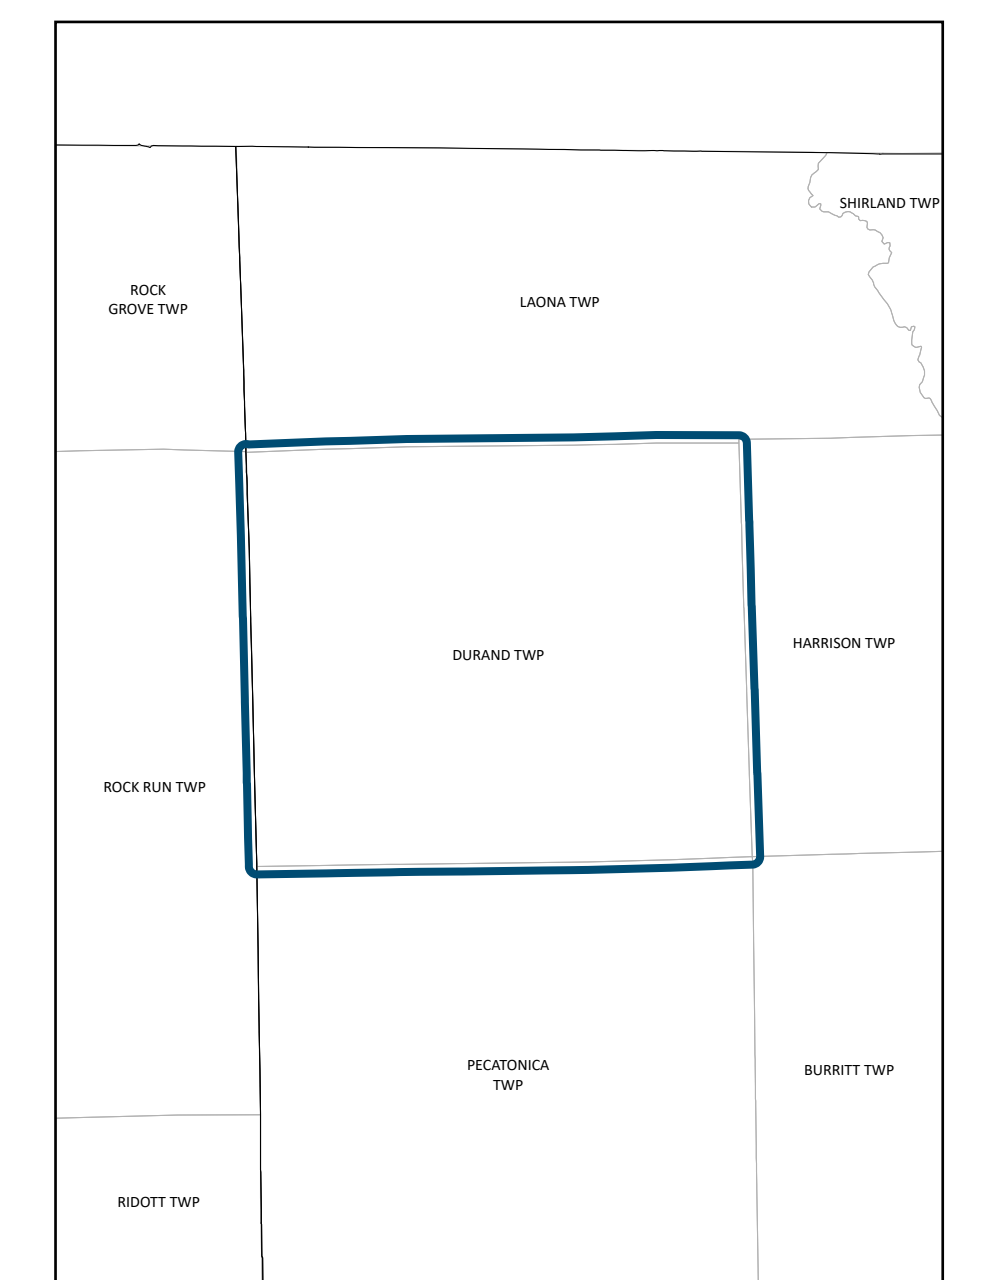 SHIRLAND TWP
ROCK
GROVE TWP
LAONA TWP
HARRISON TWP
DURAND TWP
ROCK RUN TWP
PECATONICA
TWP
BURRITT TWP
RIDOTT TWP